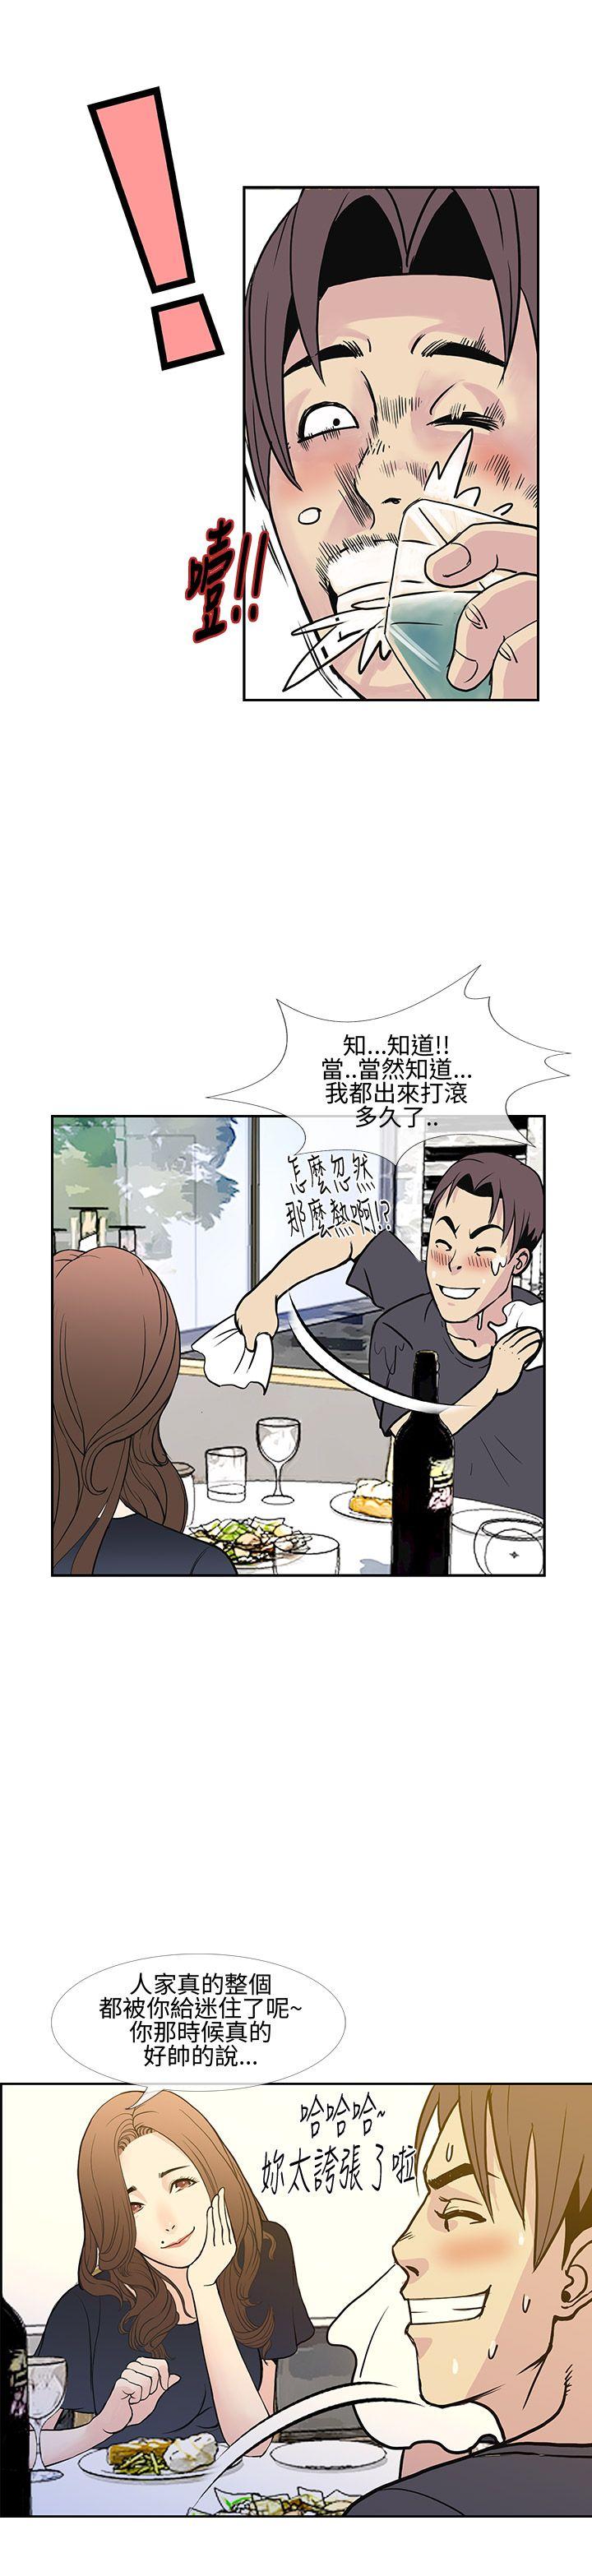 !
噎!!
知...知道!!
當..當然知道...
我都出來打滾
多久了..
怎麼忽然
那麼熱啊!?
人家真的整個
都被你給迷住了呢~
你那時候真的
好帥的說...
哈哈哈~
妳太誇張了啦